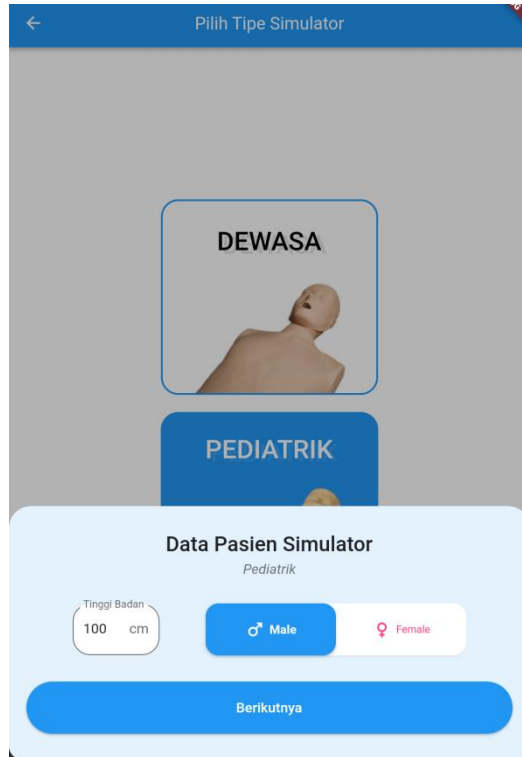 Pilih Tipe Simulator
DEWASA
PEDIATRIK
Data Pasien Simulator
Pediatrik
Tinggi Badan
100 cm
Male
Female
Berikutnya